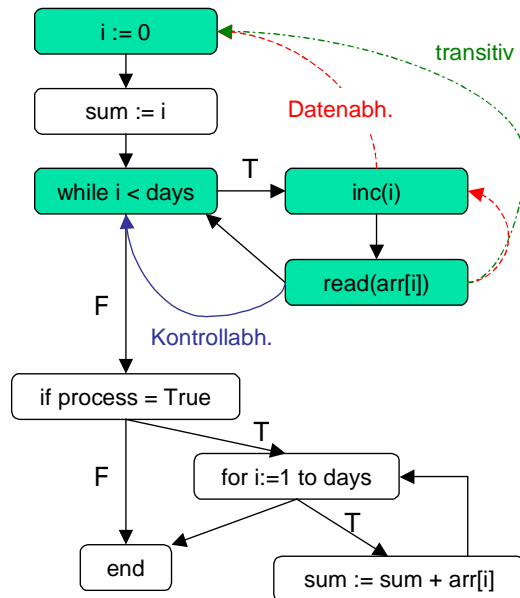 i := 0
transitiv
sum := i
Datenabh.
T
while i < days
inc(i)
read(arr[i])
F
Kontrollabh.
if process = True
T
F
for i:=1 to days
T
end
sum := sum + arr[i]